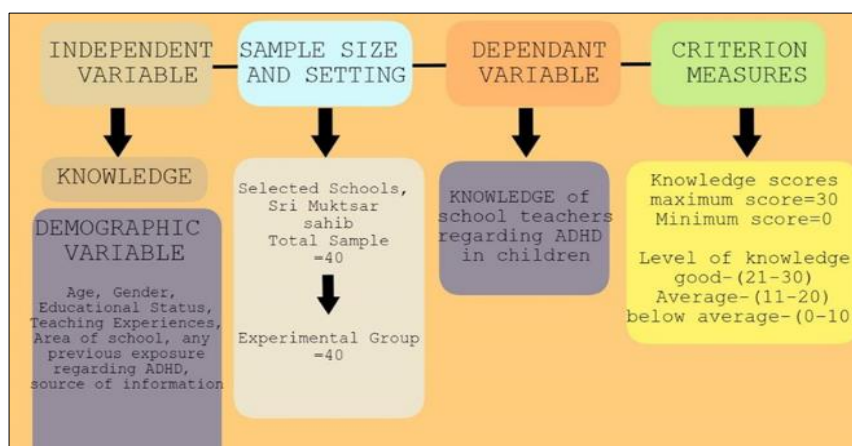 INDEPENDENT
VARIABLE
KNOWLEDGE
DEMOGRAPHIC
VARIABLE
Age, Gender,
Educational Status,
Teaching Experiences,
Area of school, any
previous exposure
regarding ADHD,
source of information
SAMPLE SIZE
AND SETTING
Selected Schools,
Sri Muktsar
sahib
Total Sample
=40
Experimental Group
=40
DEPENDANT
VARIABLE
KNOWLEDGE of
school teachers
regarding ADHD
in children
CRITERION
MEASURES
Knowledge scores
maximum score=30
Minimum score=0
Level of knowledge
good-(21-30)
Average-(11-20)
below average-(0-10